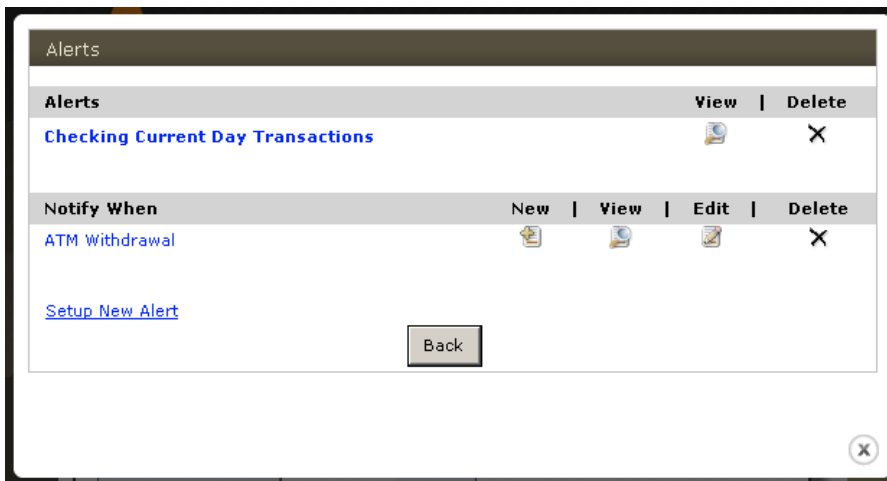 Alerts
Alerts View | Delete
Checking Current Day Transactions
Notify When New | View | Edit | Delete
ATM Withdrawal
Setup New Alert
Back